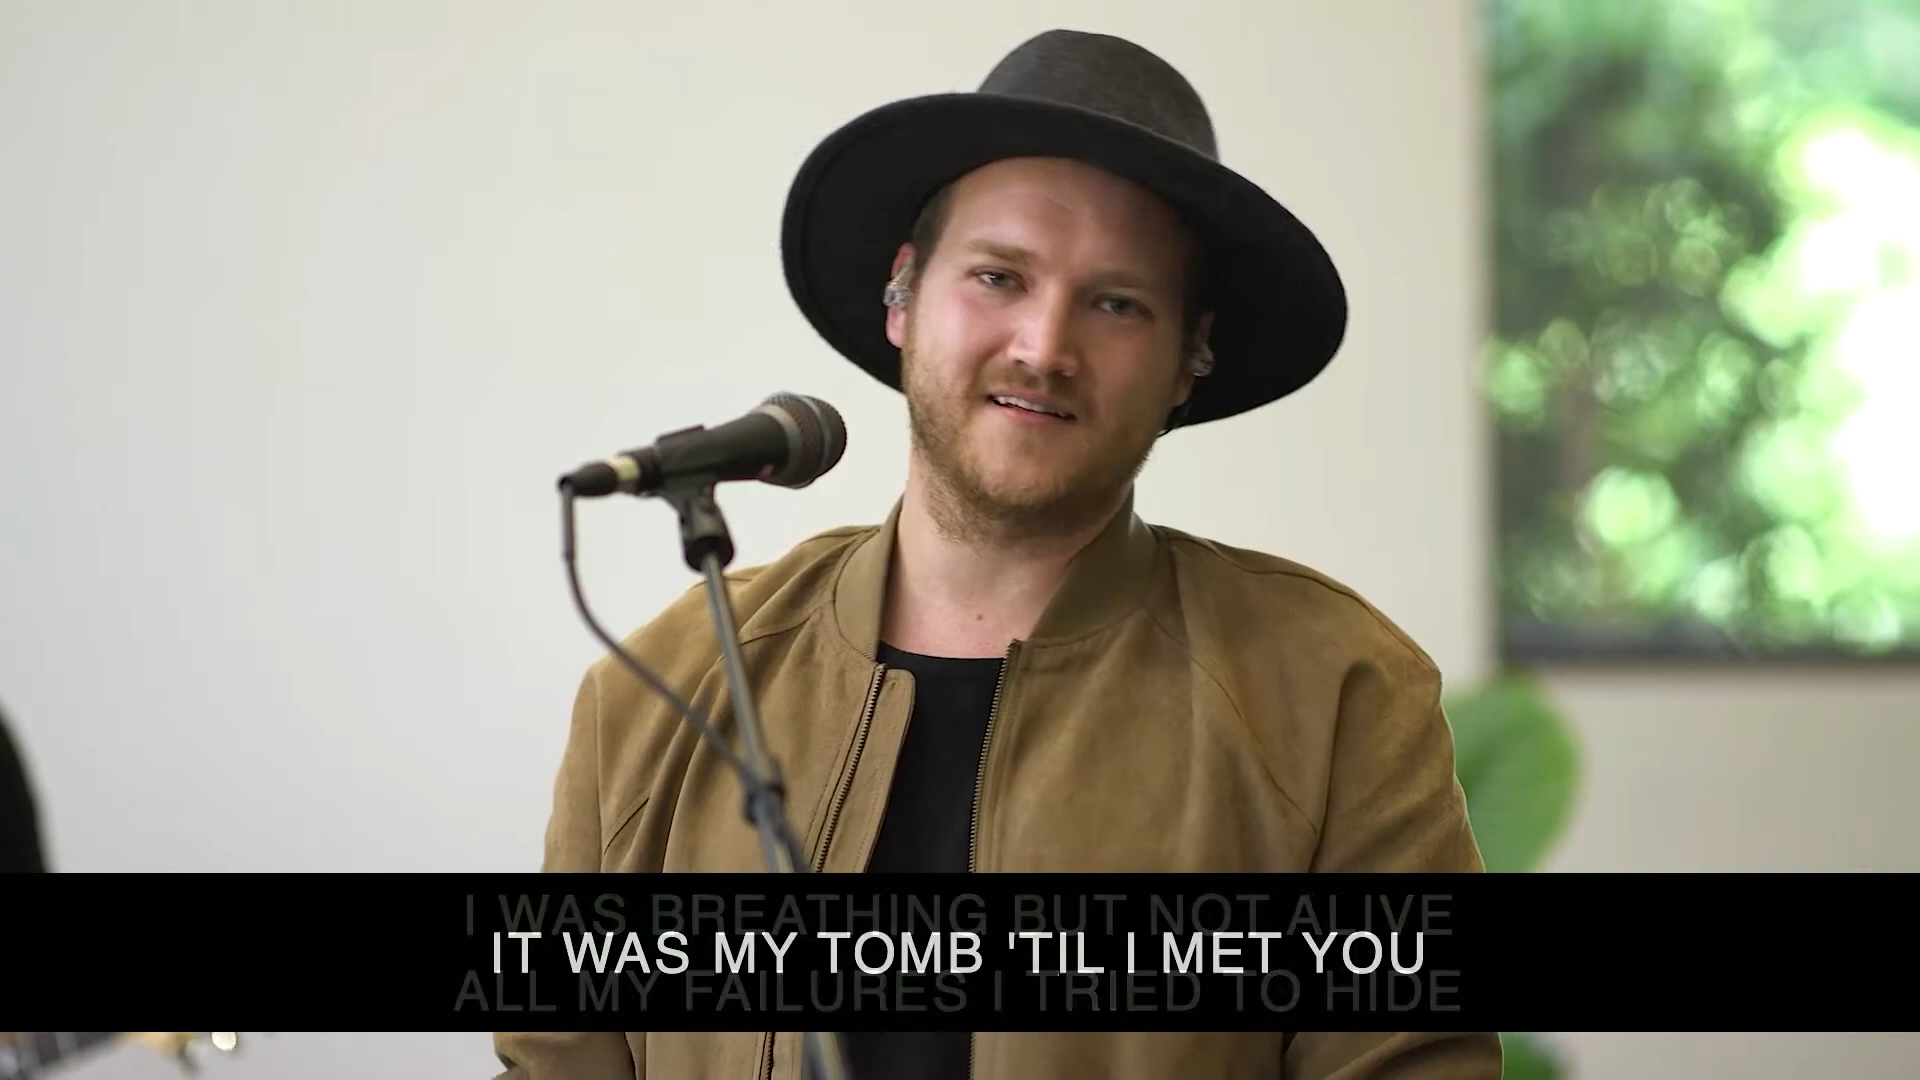 I WAS BREATHING BUT NOT ALIVE
IT WAS MY TOMB 'TIL I MET YOU
ALL MY FAILURES I TRIED TO HIDE